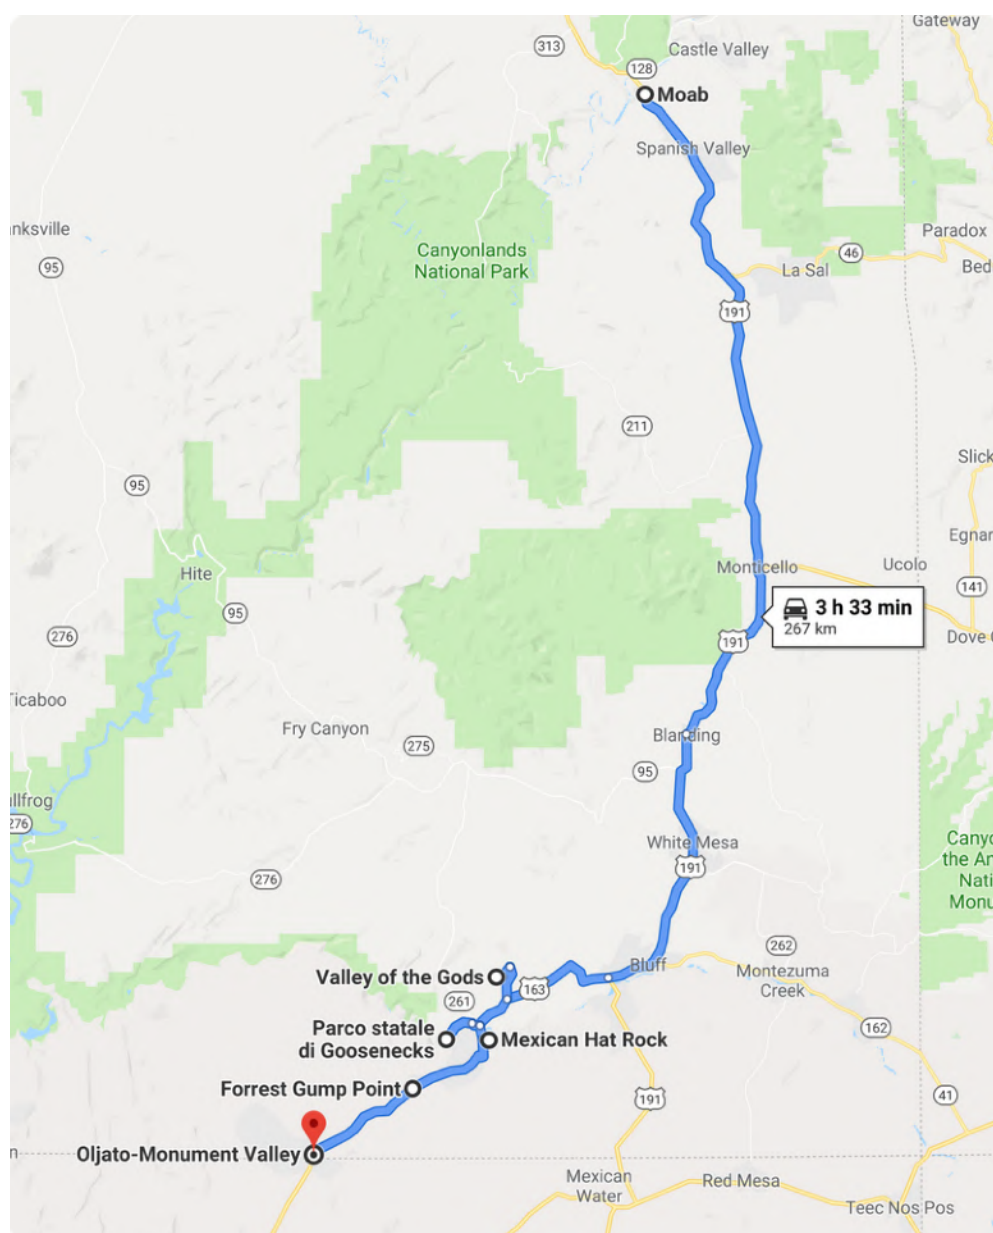 Gateway
Castle Valley
313
128
Moab
Spanish Valley
anksville
Paradox
Canyonlands
National Park
95
46
La Sal
Bed
191
211
Slick
95
Egnar
Monticello
Ucolo
Hite
141
3 h 33 min
267 km
95
276
191
Dove
Ticaboo
Fry Canyon
275
Blanding
95
llfrog
276
White Mesa
Canyo
the An
Nati
Monu
191
276
262
Bluff
Valley of the Gods
163
Montezuma
Creek
261
Parco statale
di Goosenecks
Mexican Hat Rock
162
Forrest Gump Point
191
41
n
Oljato-Monument Valley
Mexican
Water
Red Mesa
Teec Nos Pos